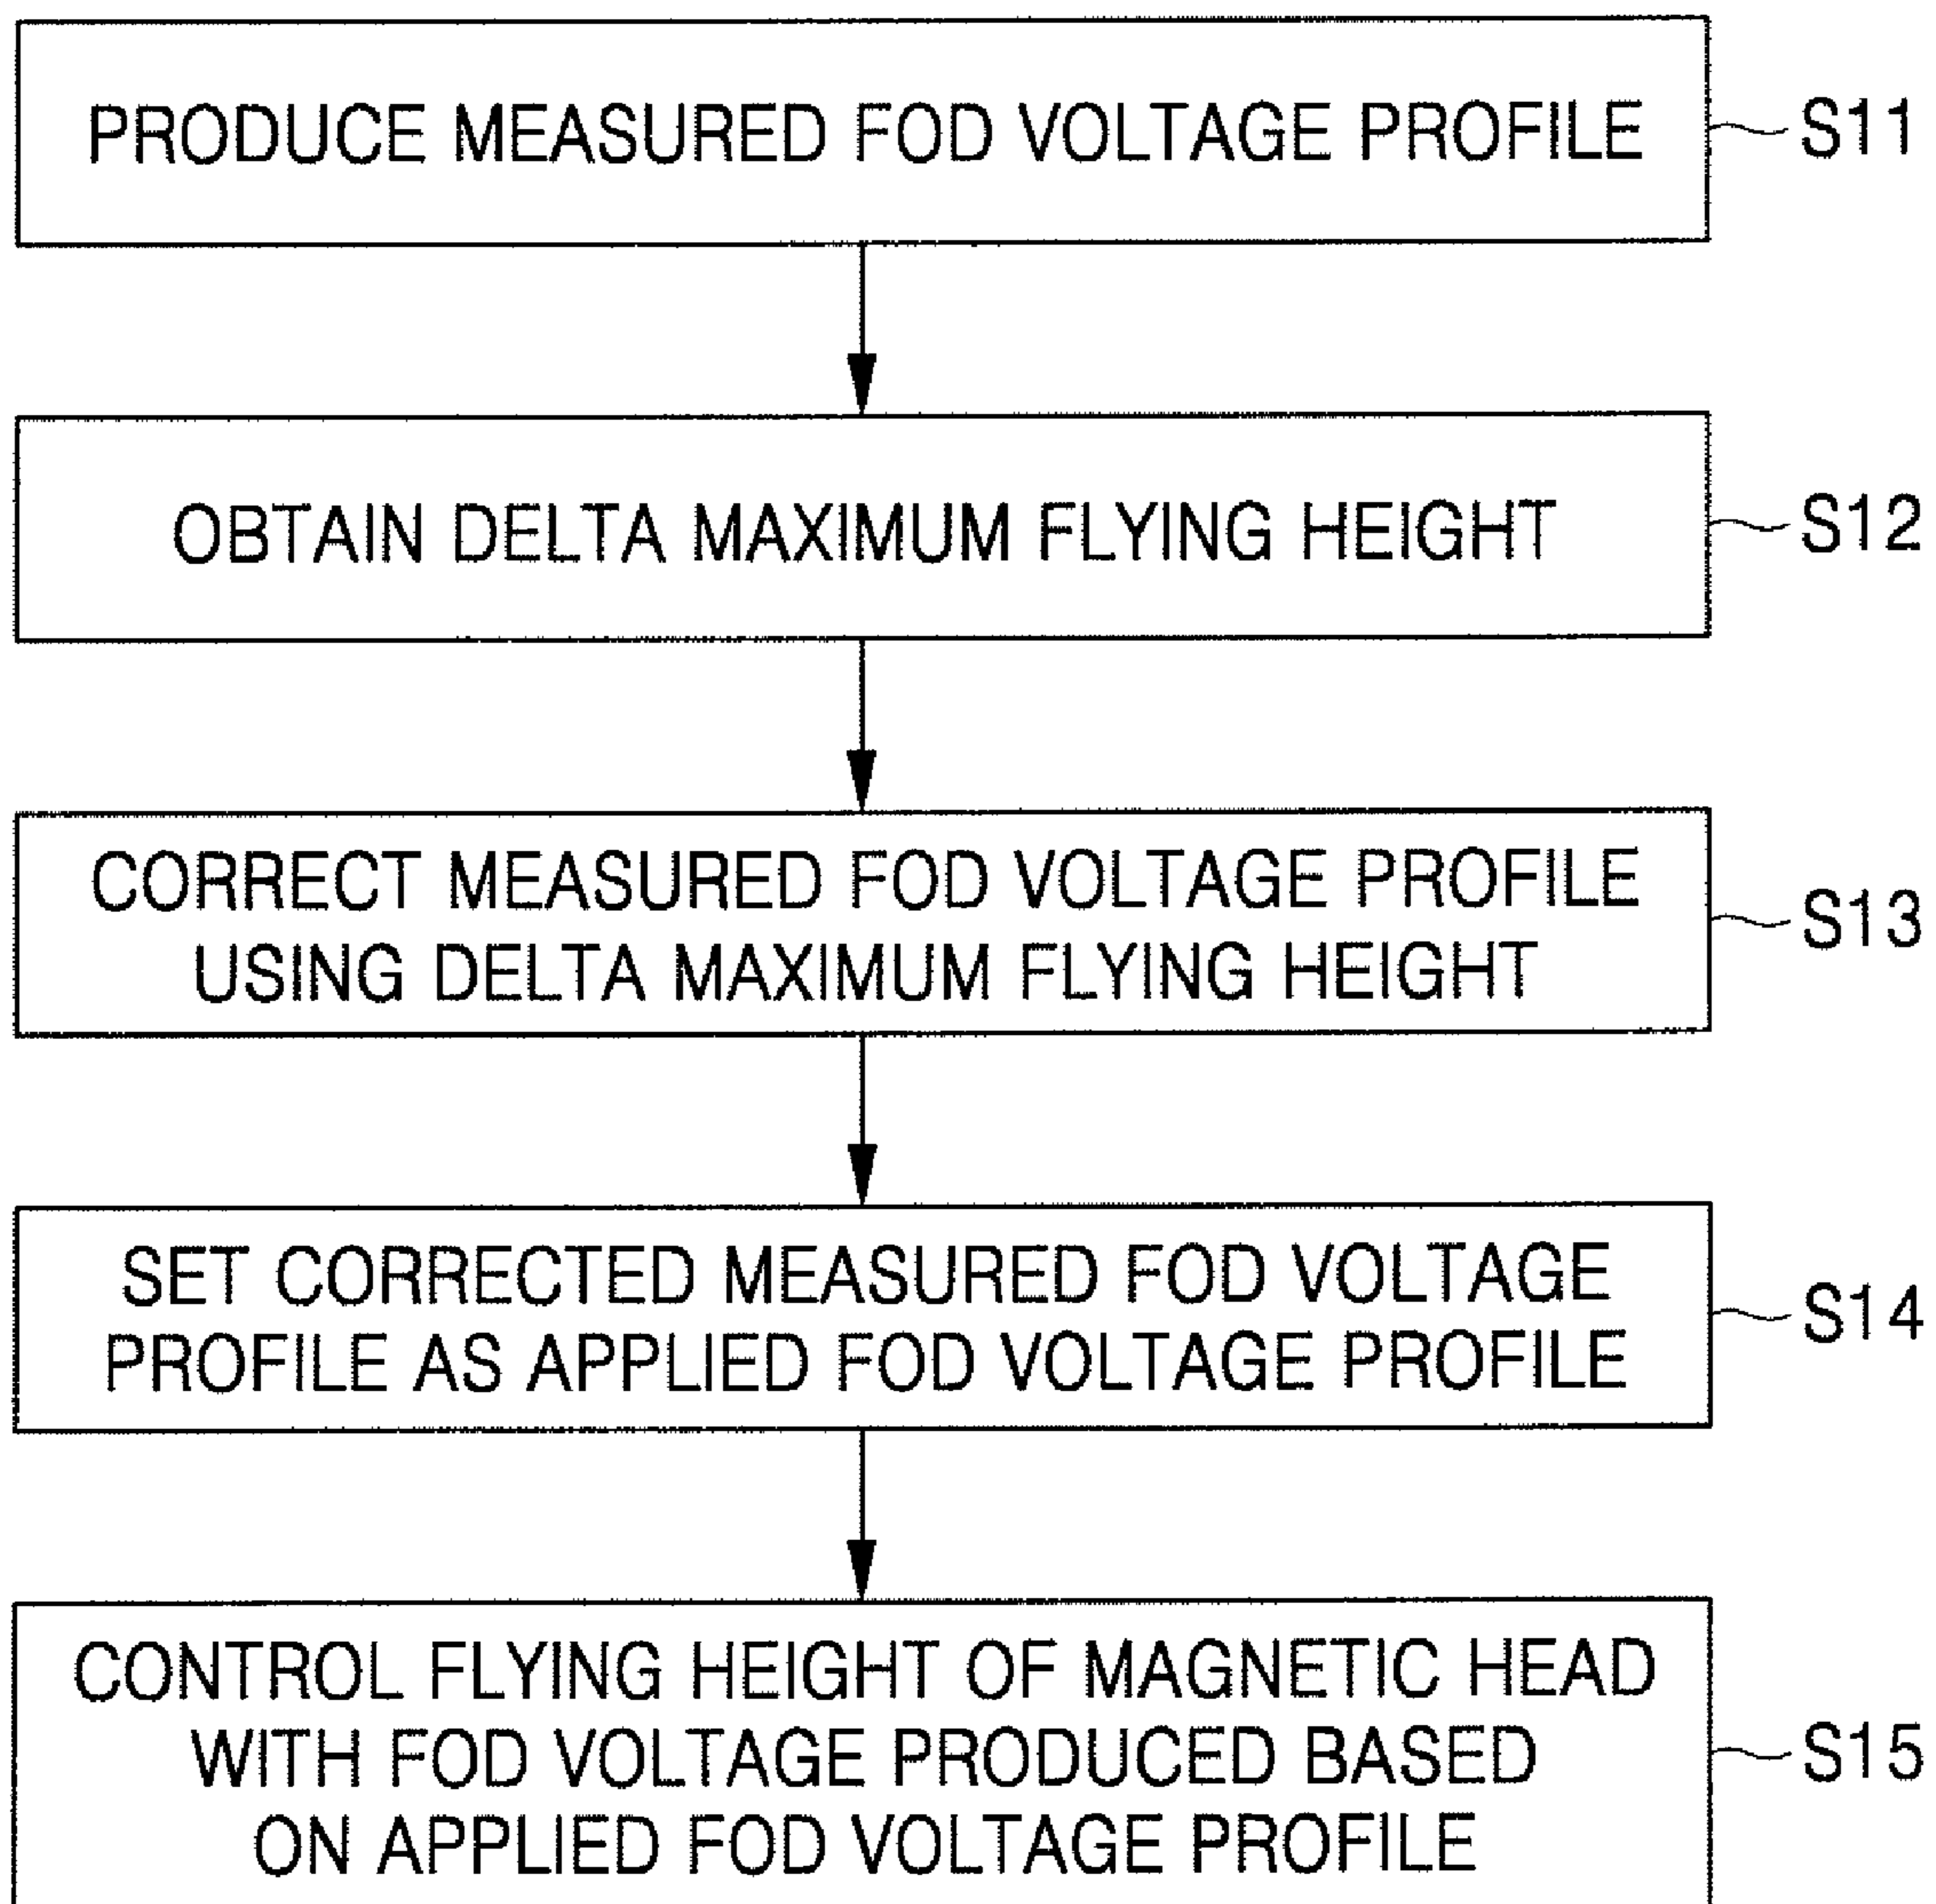 PRODUCE MEASURED FOD VOLTAGE PROFILE
S11
OBTAIN DELTA MAXIMUM FLYING HEIGHT
S12
CORRECT MEASURED FOD VOLTAGE PROFILE
USING DELTA MAXIMUM FLYING HEIGHT
S13
SET CORRECTED MEASURED FOD VOLTAGE
PROFILE AS APPLIED FOD VOLTAGE PROFILE
S14
CONTROL FLYING HEIGHT OF MAGNETIC HEAD
WITH FOD VOLTAGE PRODUCED BASED
ON APPLIED FOD VOLTAGE PROFILE
S15